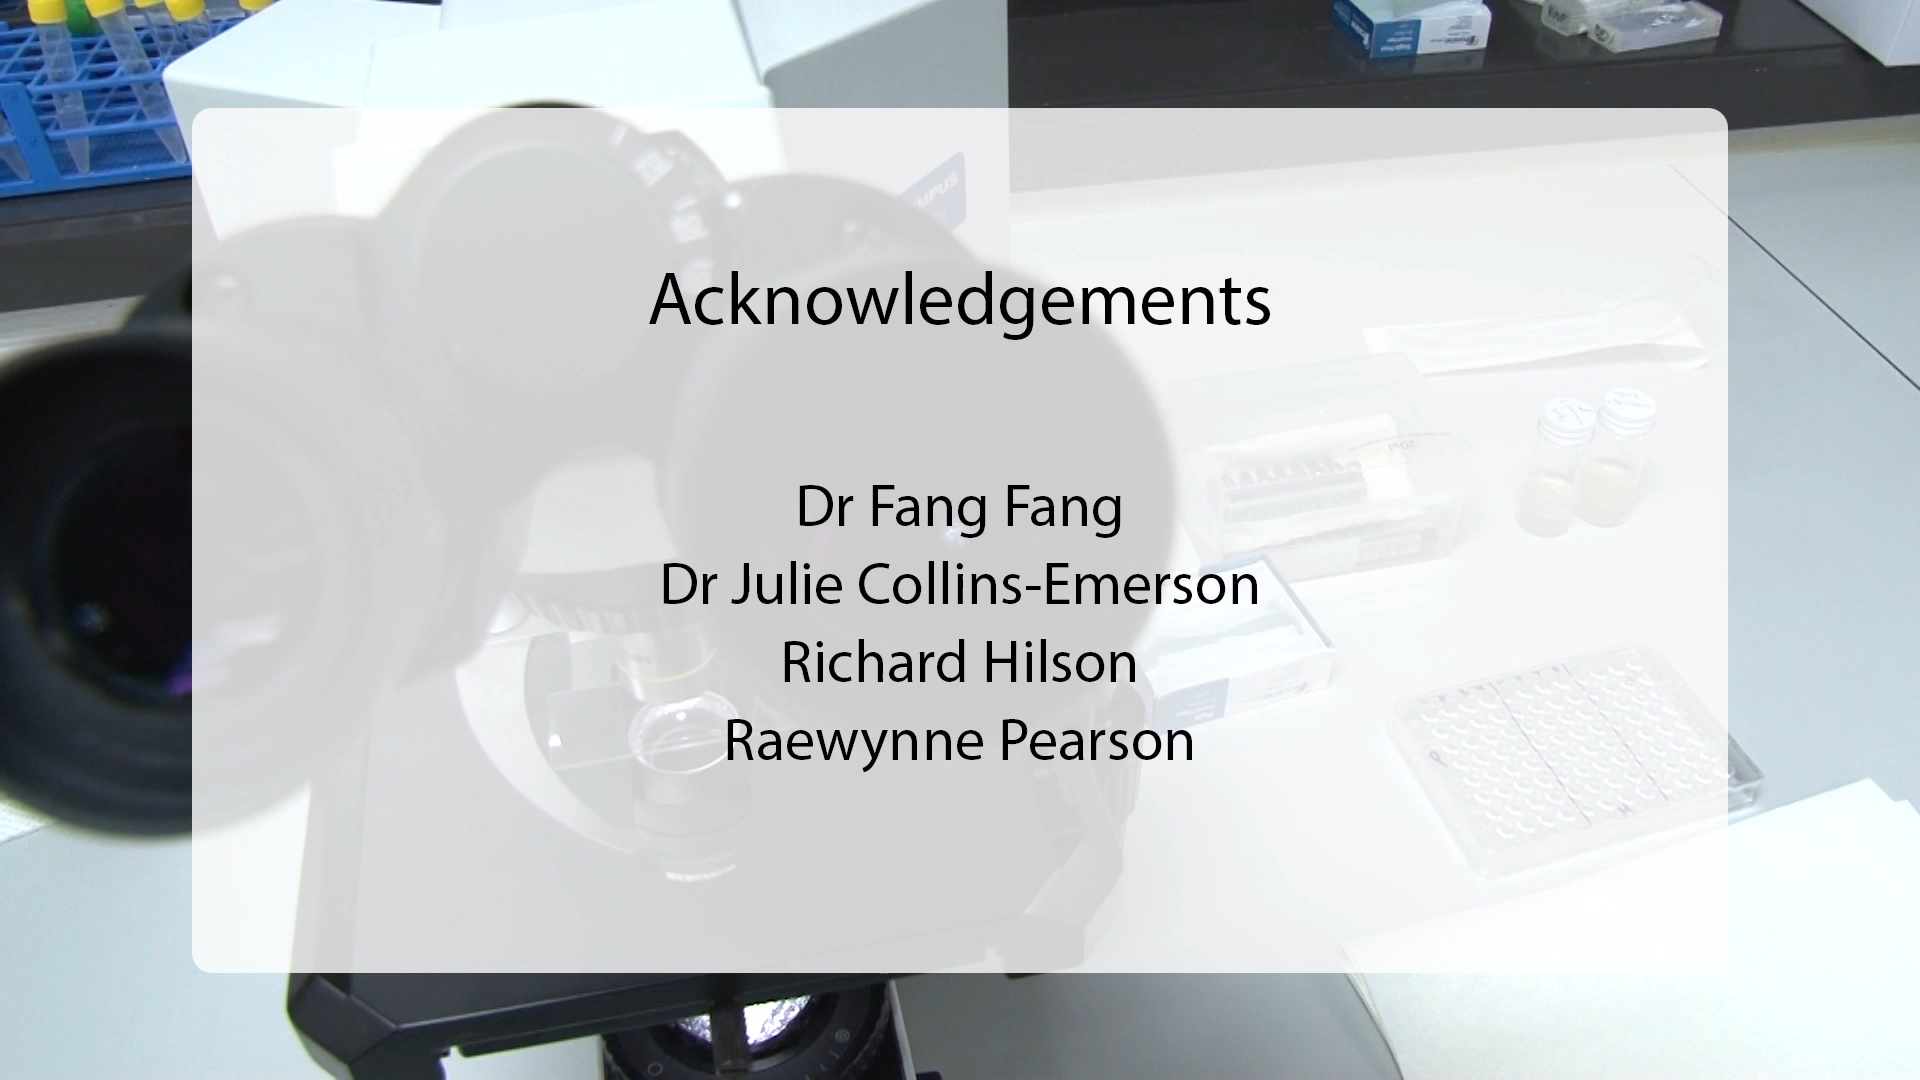 Acknowledgements
Dr Fang Fang
Dr Julie Collins-Emerson
Richard Hilson
Raewynne Pearson